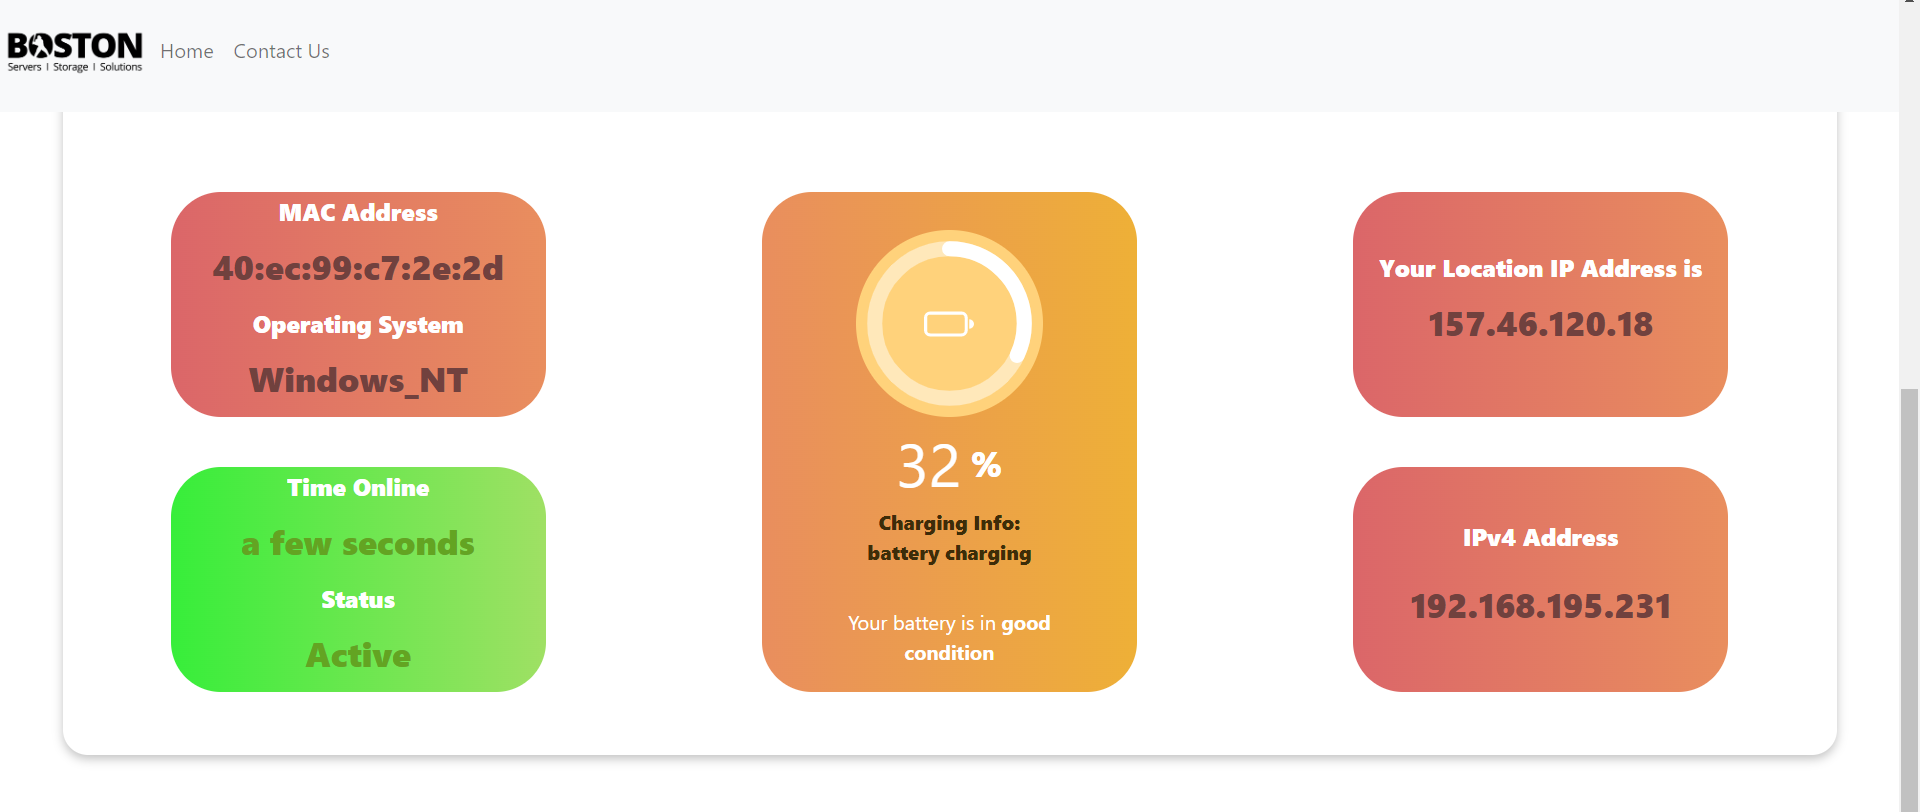 BOSTON
Servers | Storage | Solutions
Home
Contact Us
MAC Address
40:ec:99:c7:2e:2d
Operating System
Windows_NT
Time Online
a few seconds
Status
Active
32 %
Charging Info:
battery charging
Your battery is in good
condition
Your Location IP Address is
157.46.120.18
IPv4 Address
192.168.195.231